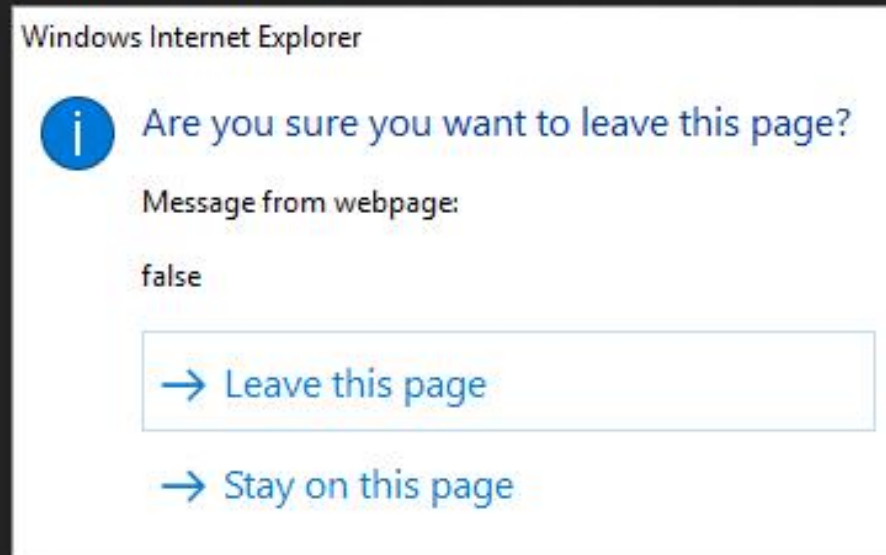 Windows Internet Explorer
Are you sure you want to leave this page?
Message from webpage:
false
→ Leave this page
→ Stay on this page